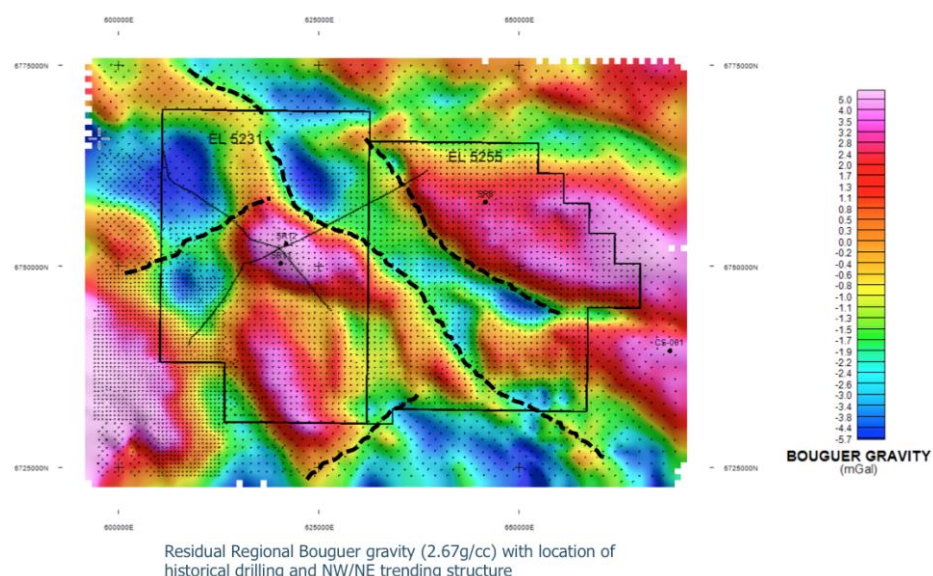 600000E 625000E 650000E
6775000N 6775000N
EL 5231
EL 5255
SR6
SR12
6750000N 6750000N
CS-061
6725000N 6725000N
600000E 625000E 650000E
5.0
4.0
3.5
3.2
2.8
2.4
2.0
1.7
1.3
1.1
0.8
0.5
0.3
0.0
-0.2
-0.4
-0.6
-0.8
-1.0
-1.1
-1.3
-1.5
-1.7
-1.9
-2.2
-2.4
-2.6
-3.0
-3.4
-3.8
-4.4
-5.7
BOUGUER GRAVITY
(mGal)
Residual Regional Bouguer gravity (2.67g/cc) with location of
historical drilling and NW/NE trending structure